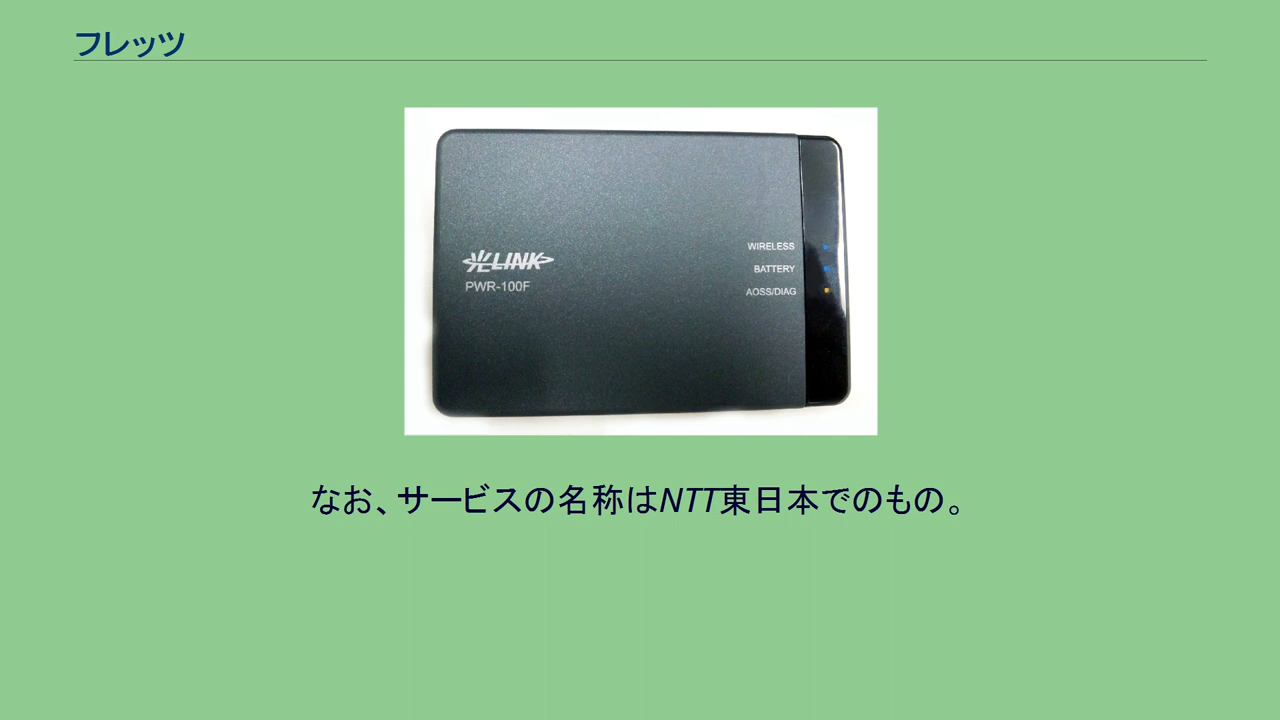 フレッツ
光LINK
PWR-100F
WIRELESS
BATTERY
AOSS/DIAG
なお、サービスの名称はNTT東日本でのもの。